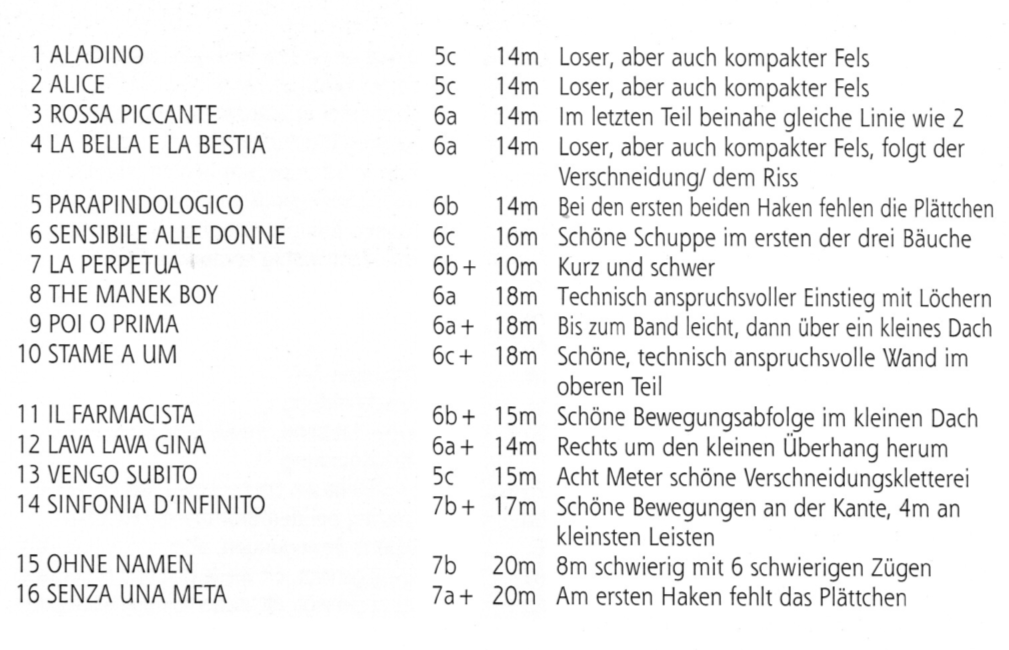 1 ALADINO 5c 14m Loser, aber auch kompakter Fels
2 ALICE 5c 14m Loser, aber auch kompakter Fels
3 ROSSA PICCANTE 6a 14m Im letzten Teil beinahe gleiche Linie wie 2
4 LA BELLA E LA BESTIA 6a 14m Loser, aber auch kompakter Fels, folgt der
Verschneidung/ dem Riss
5 PARAPINDOLOGICO 6b 14m Bei den ersten beiden Haken fehlen die Plättchen
6 SENSIBILE ALLE DONNE 6c 16m Schöne Schuppe im ersten der drei Bäuche
7 LA PERPETUA 6b+ 10m Kurz und schwer
8 THE MANEK BOY 6a 18m Technisch anspruchsvoller Einstieg mit Löchern
9 POI O PRIMA 6a+ 18m Bis zum Band leicht, dann über ein kleines Dach
10 STAME A UM 6c+ 18m Schöne, technisch anspruchsvolle Wand im
oberen Teil
11 IL FARMACISTA 6b+ 15m Schöne Bewegungsabfolge im kleinen Dach
12 LAVA LAVA GINA 6a+ 14m Rechts um den kleinen Überhang herum
13 VENGO SUBITO 5c 15m Acht Meter schöne Verschneidungskletterei
14 SINFONIA D'INFINITO 7b+ 17m Schöne Bewegungen an der Kante, 4m an
kleinsten Leisten
15 OHNE NAMEN 7b 20m 8m schwierig mit 6 schwierigen Zügen
16 SENZA UNA META 7a+ 20m Am ersten Haken fehlt das Plättchen